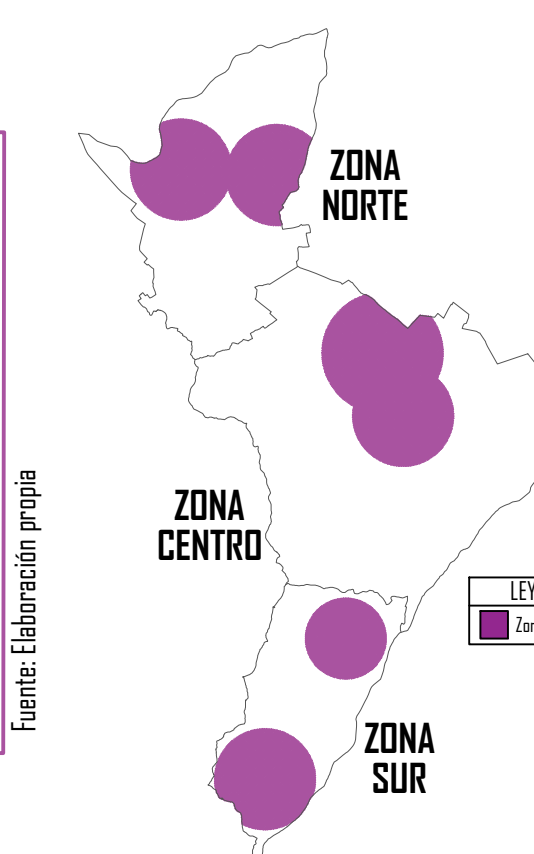 ZONA
NORTE
ZONA
CENTRO
Fuente: Elaboración propia
ZONA
SUR